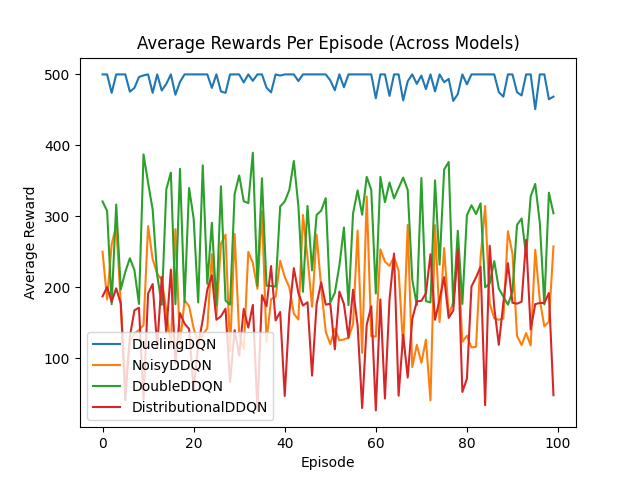 Average Rewards Per Episode (Across Models)
500
400
300
200
100
Average Reward
DuelingDQN
NoisyDDQN
DoubleDDQN
DistributionalDDQN
0
20
40
60
80
100
Episode